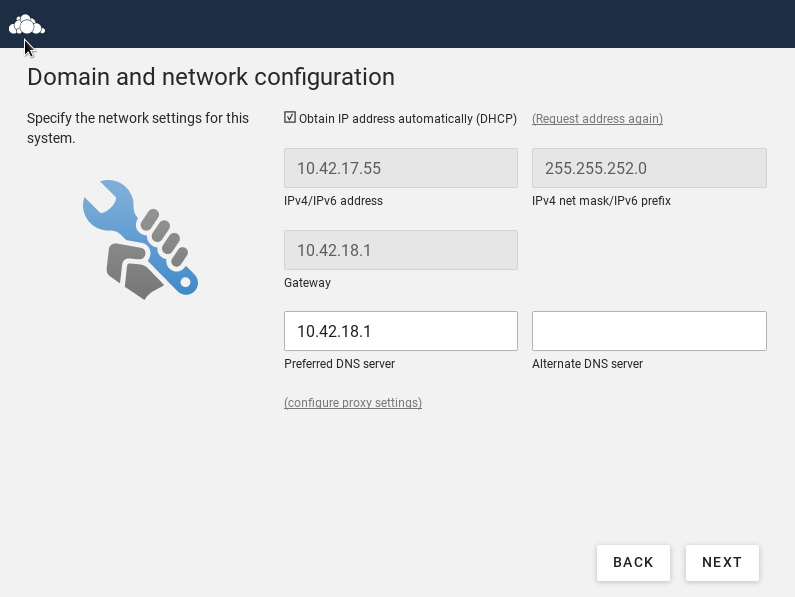 Domain and network configuration
Specify the network settings for this
system.
Obtain IP address automatically (DHCP)
(Request address again)
10.42.17.55
255.255.252.0
IPv4/IPv6 address
IPv4 net mask/IPv6 prefix
10.42.18.1
Gateway
10.42.18.1
Preferred DNS server
Alternate DNS server
(configure proxy settings)
BACK
NEXT